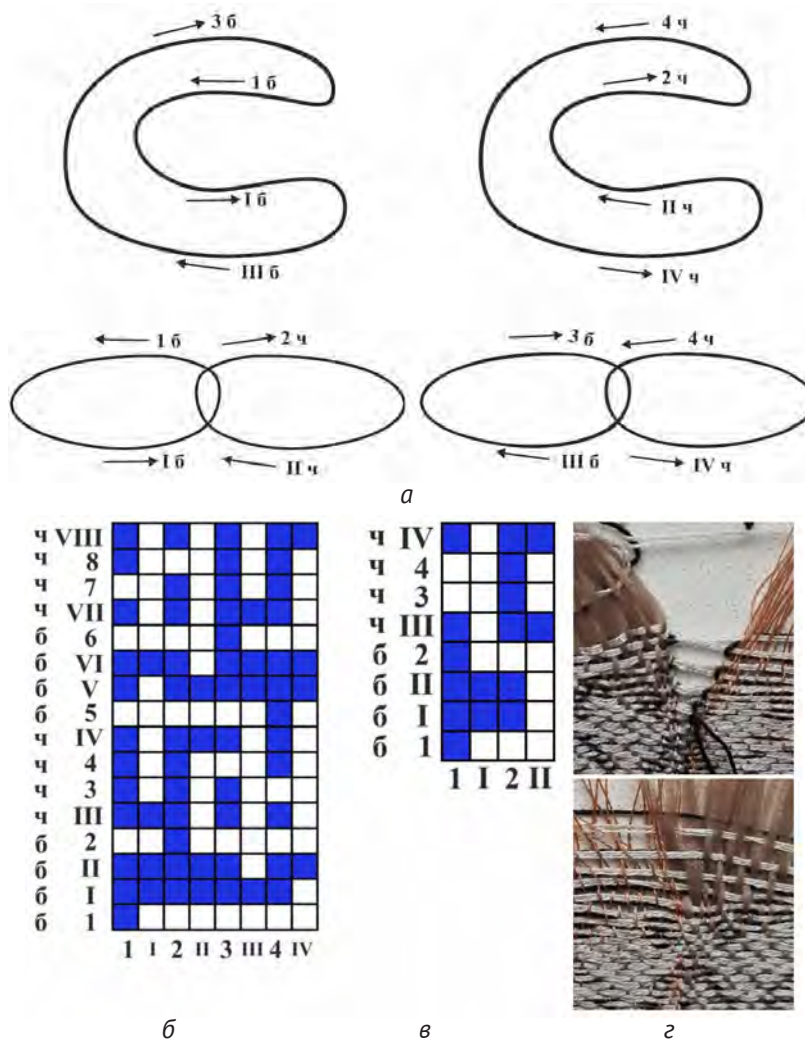 3 б
1 б
I б
III б
4 ч
2 ч
II ч
IV ч
1 б
2 ч
I б
II ч
3 б
4 ч
III б
IV ч
а
ч VIII
ч 8
ч 7
ч VII
б 6
б VI
б V
б 5
ч IV
ч 4
ч 3
ч III
б 2
б II
б I
б 1
1 I 2 II 3 III 4 IV
ч IV
ч 4
ч 3
ч III
б 2
б II
б I
б 1
1 I 2 II
б
в
г